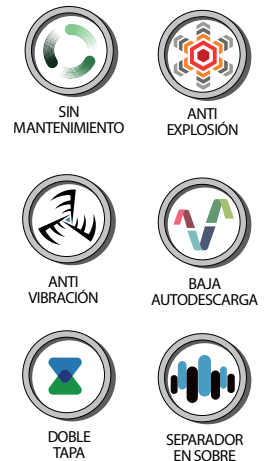 SIN
MANTENIMIENTO
ANTI
EXPLOSIÓN
ANTI
VIBRACIÓN
BAJA
AUTODESCARGA
DOBLE
TAPA
SEPARADOR
EN SOBRE